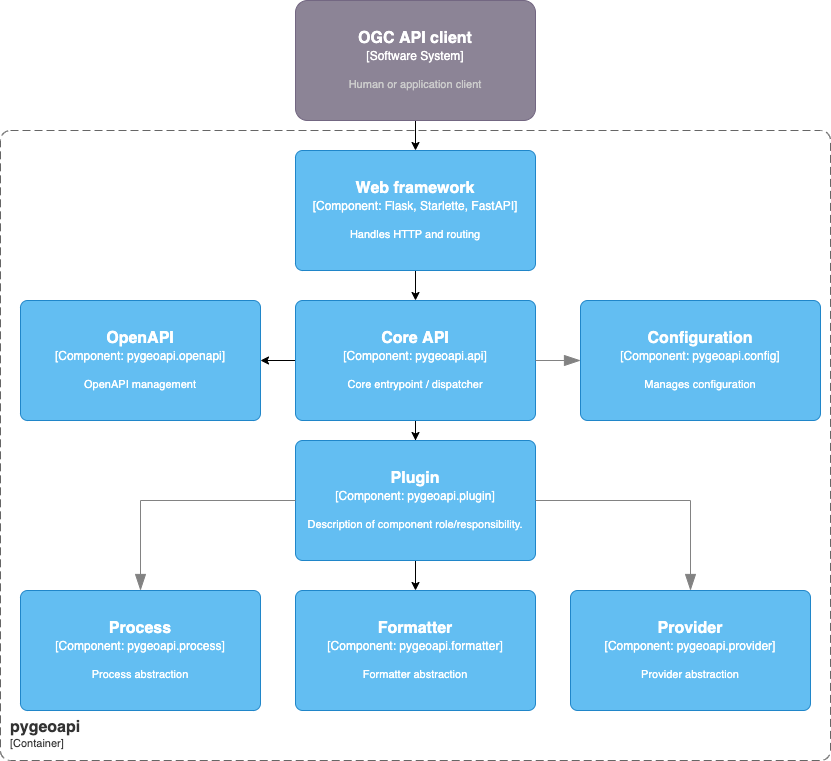 OGC API client
[Software System]
Human or application client
Web framework
[Component: Flask, Starlette, FastAPI]
Handles HTTP and routing
OpenAPI
[Component: pygeoapi.openapi]
OpenAPI management
Core API
[Component: pygeoapi.api]
Core entrypoint / dispatcher
Configuration
[Component: pygeoapi.config]
Manages configuration
Plugin
[Component: pygeoapi.plugin]
Description of component role/responsibility.
Process
[Component: pygeoapi.process]
Process abstraction
Formatter
[Component: pygeoapi.formatter]
Formatter abstraction
Provider
[Component: pygeoapi.provider]
Provider abstraction
pygeoapi
[Container]